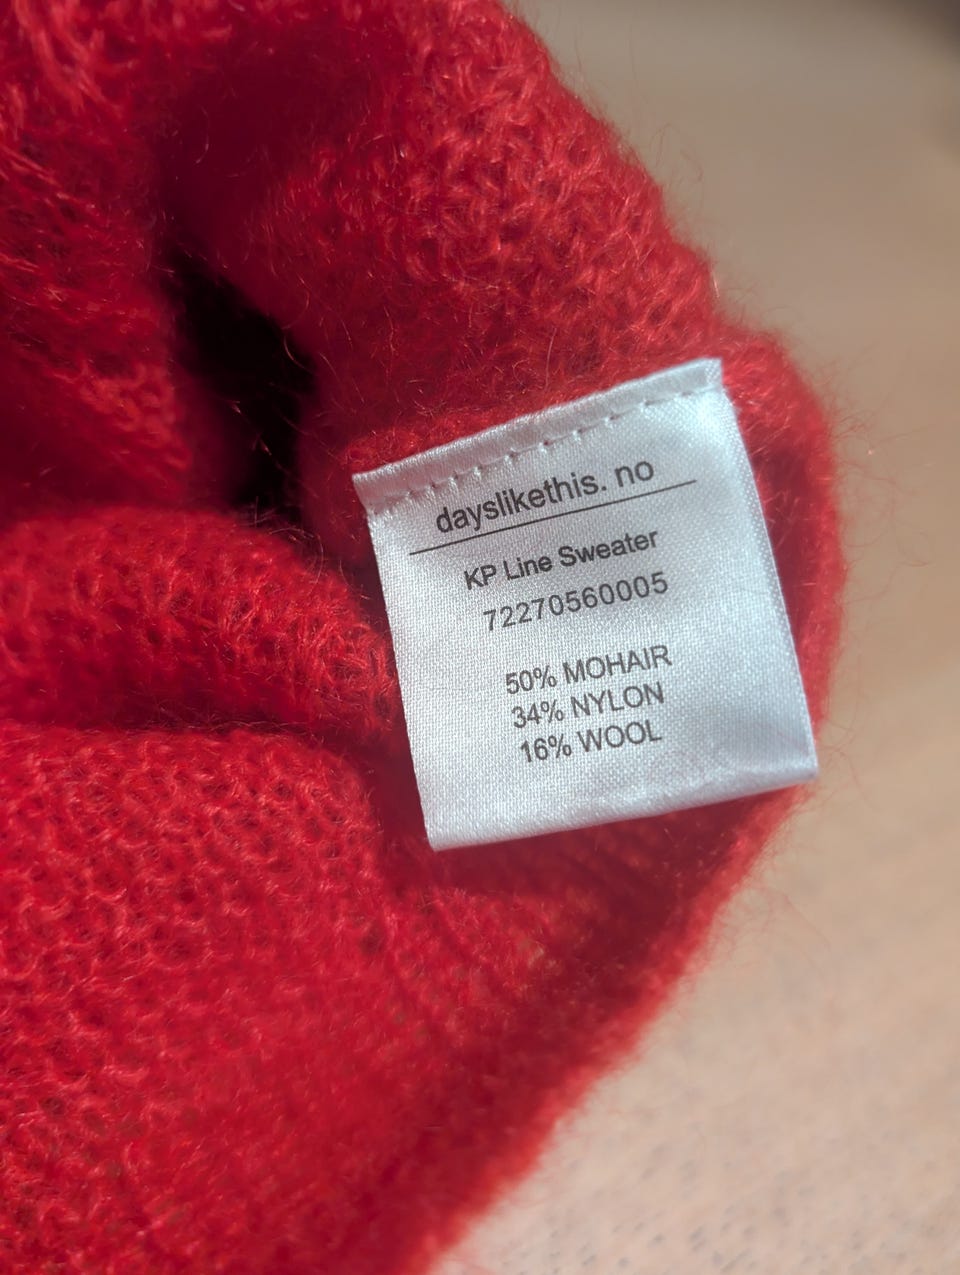 dayslikethis. no
KP Line Sweater
72270560005
50% MOHAIR
34% NYLON
16% WOOL